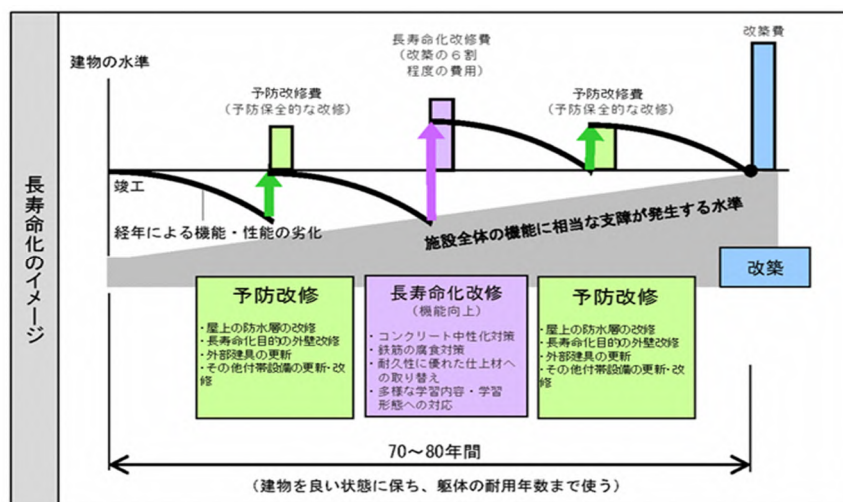 長寿命化のイメージ
建物の水準
予防改修費
(予防保全的な改修)
長寿命化改修費
(改築の6割
程度の費用)
予防改修費
(予防保全的な改修)
改築費
竣工
経年による機能・性能の劣化
施設全体の機能に相当な支障が発生する水準
改築
予防改修
・屋上の防水層の改修
・長寿命化目的の外壁改修
・外部建具の更新
・その他付帯設備の更新・改
修
長寿命化改修
(機能向上)
・コンクリート中性化対策
・鉄筋の腐食対策
・耐久性に優れた仕上材へ
の取り替え
・多様な学習内容・学習
形態への対応
予防改修
・屋上の防水層の改修
・長寿命化目的の外壁改修
・外部建具の更新
・その他付帯設備の更新・改
修
70～80年間
(建物を良い状態に保ち、躯体の耐用年数まで使う)